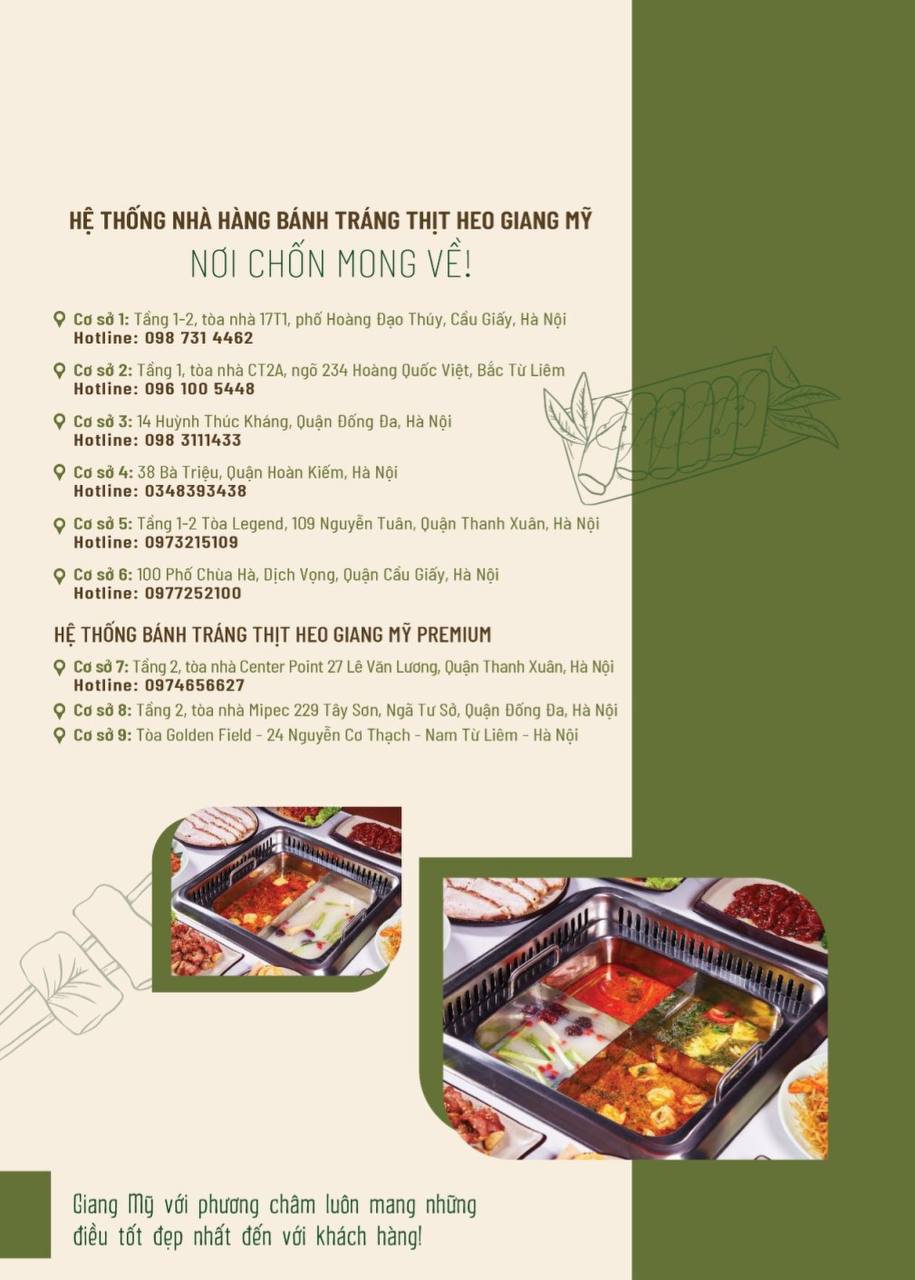 HỆ THỐNG NHÀ HÀNG BÁNH TRÁNG THỊT HEO GIANG MỸ
NƠI CHỐN MONG VỀ!
Cơ sở 1: Tầng 1-2, tòa nhà 17T1, phố Hoàng Đạo Thúy, Cầu Giấy, Hà Nội
Hotline: 098 731 4462
Cơ sở 2: Tầng 1, tòa nhà CT2A, ngõ 234 Hoàng Quốc Việt, Bắc Từ Liêm
Hotline: 096 100 5448
Cơ sở 3: 14 Huỳnh Thúc Kháng, Quận Đống Đa, Hà Nội
Hotline: 098 3111433
Cơ sở 4: 38 Bà Triệu, Quận Hoàn Kiếm, Hà Nội
Hotline: 0348393438
Cơ sở 5: Tầng 1-2 Tòa Legend, 109 Nguyễn Tuân, Quận Thanh Xuân, Hà Nội
Hotline: 0973215109
Cơ sở 6: 100 Phố Chùa Hà, Dịch Vọng, Quận Cầu Giấy, Hà Nội
Hotline: 0977252100
HỆ THỐNG BÁNH TRÁNG THỊT HEO GIANG MỸ PREMIUM
Cơ sở 7: Tầng 2, tòa nhà Center Point 27 Lê Văn Lương, Quận Thanh Xuân, Hà Nội
Hotline: 0974656627
Cơ sở 8: Tầng 2, tòa nhà Mipec 229 Tây Sơn, Ngã Tư Sở, Quận Đống Đa, Hà Nội
Cơ sở 9: Tòa Golden Field - 24 Nguyễn Cơ Thạch - Nam Từ Liêm - Hà Nội
Giang Mỹ với phương châm luôn mang những
điều tốt đẹp nhất đến với khách hàng!